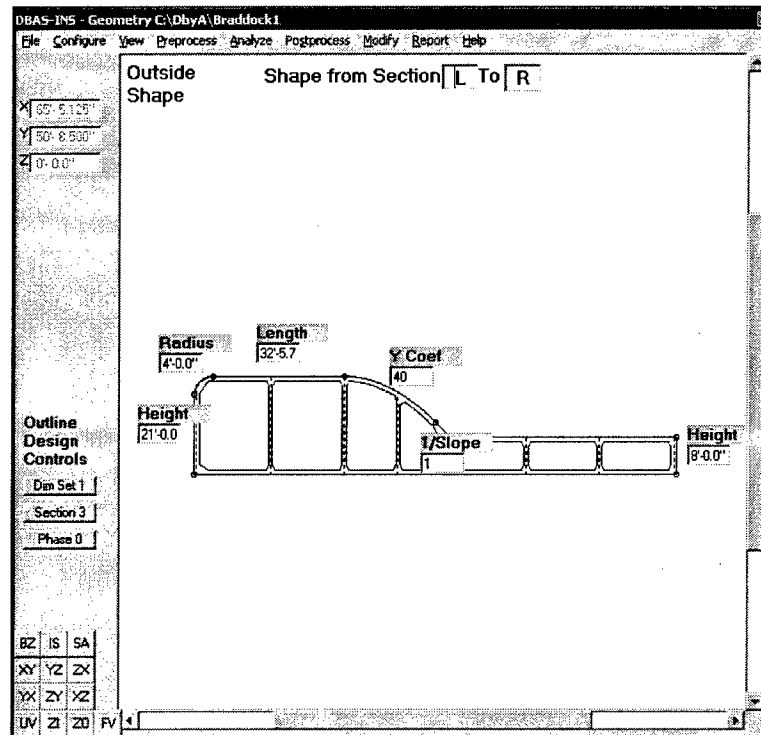 DBAS-INS - Geometry C:\DbyA\Braddock1
File Configure View Preprocess Analyze Postprocess Modify Report Help
Outside
Shape
Shape from Section L To R
X 65'- 5.125"
Y 50'- 8.500"
Z 0'- 0.0"
Radius
4'-0.0"
Length
32'-5.7
Y Coef
40
Height
21'-0.0
1/Slope
1
Height
8'-0.0"
Outline
Design
Controls
Dim Set 1
Section 3
Phase 0
BZ IS SA
XY YZ ZX
YX ZY XZ
UV ZI ZO FV